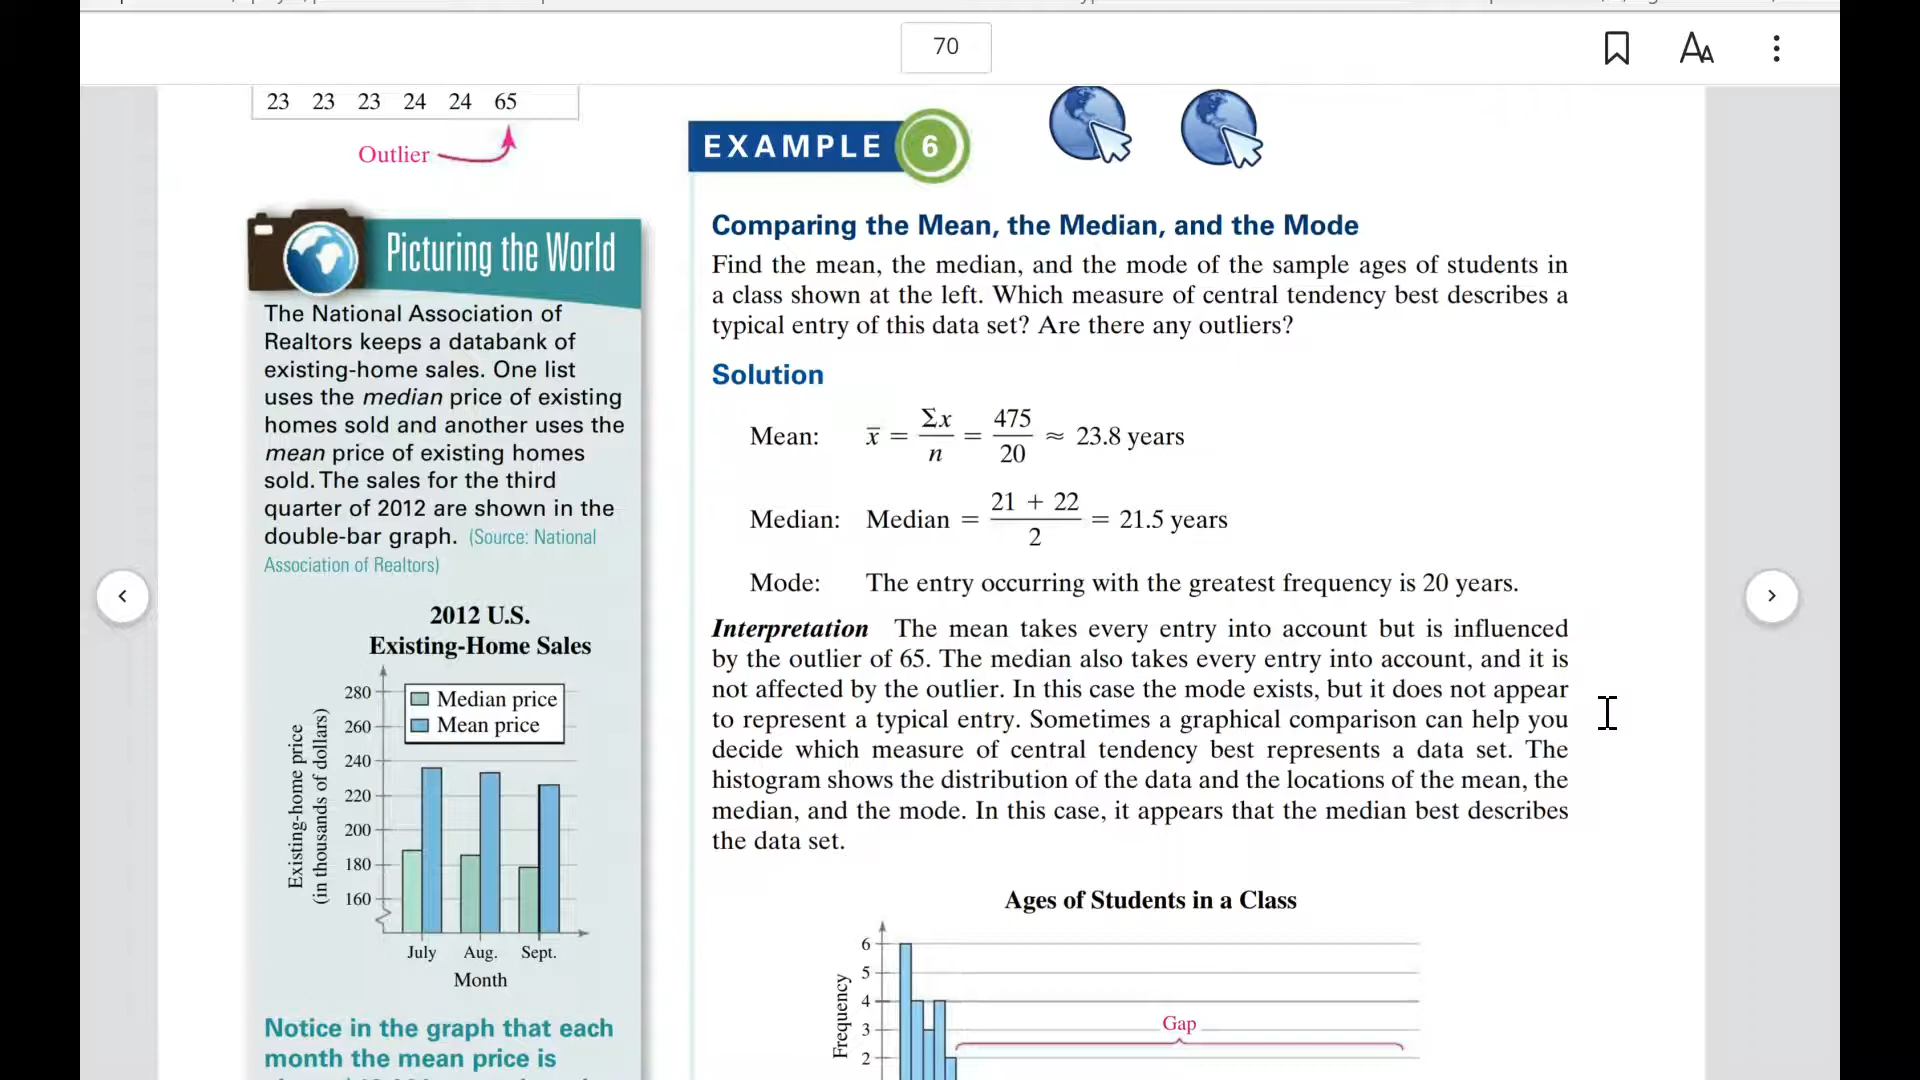 70
23 23 23 24 24 65
Outlier
Picturing the World
The National Association of
Realtors keeps a databank of
existing-home sales. One list
uses the median price of existing
homes sold and another uses the
mean price of existing homes
sold. The sales for the third
quarter of 2012 are shown in the
double-bar graph. (Source: National
Association of Realtors)
2012 U.S.
Existing-Home Sales
Median price
Mean price
Existing-home price
(in thousands of dollars)
280
260
240
220
200
180
160
July Aug. Sept.
Month
Notice in the graph that each
month the mean price is
EXAMPLE 6
Comparing the Mean, the Median, and the Mode
Find the mean, the median, and the mode of the sample ages of students in
a class shown at the left. Which measure of central tendency best describes a
typical entry of this data set? Are there any outliers?
Solution
Mean: x̄ = Σx/n = 475/20 ≈ 23.8 years
Median: Median = (21 + 22)/2 = 21.5 years
Mode: The entry occurring with the greatest frequency is 20 years.
Interpretation The mean takes every entry into account but is influenced
by the outlier of 65. The median also takes every entry into account, and it is
not affected by the outlier. In this case the mode exists, but it does not appear
to represent a typical entry. Sometimes a graphical comparison can help you
decide which measure of central tendency best represents a data set. The
histogram shows the distribution of the data and the locations of the mean, the
median, and the mode. In this case, it appears that the median best describes
the data set.
Ages of Students in a Class
Frequency
6
5
4
3
2
Gap